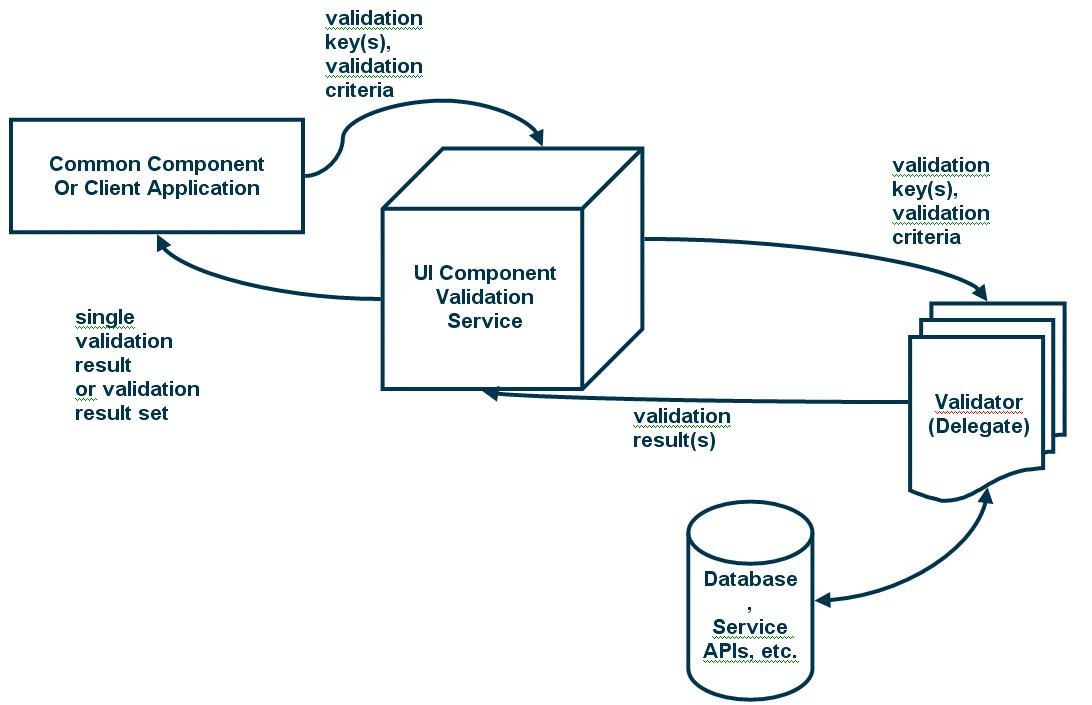 validation
key(s),
validation
criteria
Common Component
Or Client Application
validation
key(s),
validation
criteria
UI Component
Validation
Service
single
validation
result
or validation
result set
Validator
(Delegate)
validation
result(s)
Database
,
Service
APIs, etc.